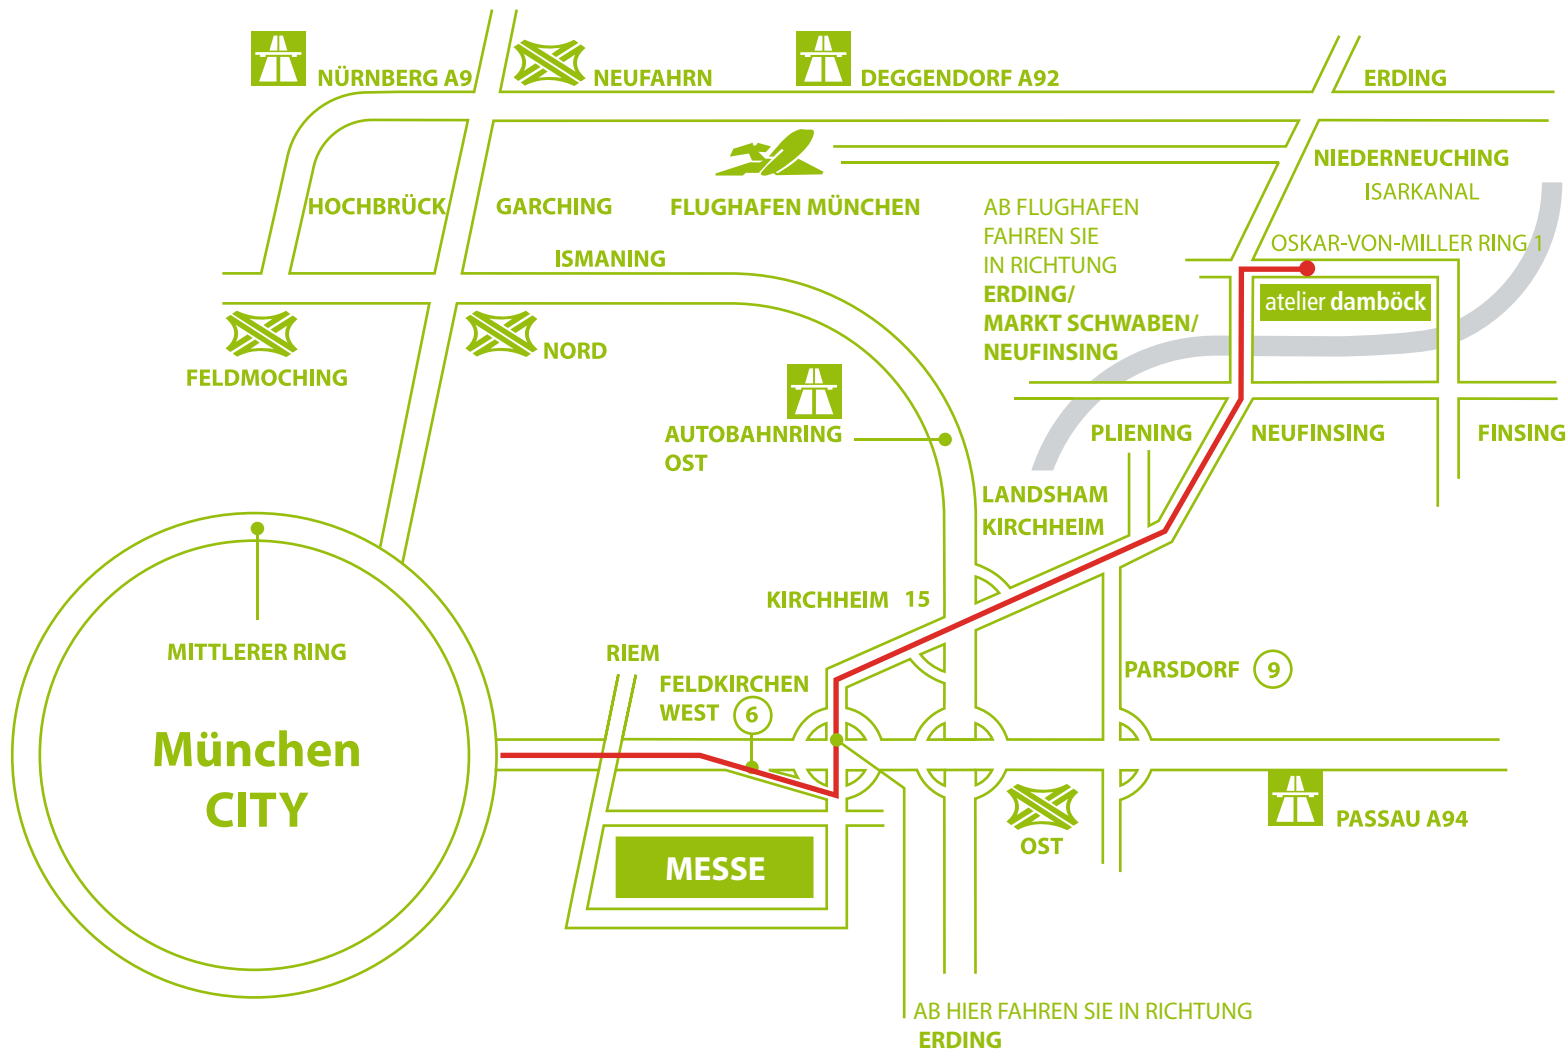 NÜRNBERG A9
NEUFAHRN
DEGGENDORF A92
ERDING
NIEDERNEUCHING
ISARKANAL
HOCHBRÜCK
GARCHING
FLUGHAFEN MÜNCHEN
AB FLUGHAFEN
FAHREN SIE
IN RICHTUNG
ERDING/
MARKT SCHWABEN/
NEUFINSING
OSKAR-VON-MILLER RING 1
atelier damböck
ISMANING
FELDMOCHING
NORD
AUTOBAHNRING
OST
PLIENING
NEUFINSING
FINSING
LANDSHAM
KIRCHHEIM
KIRCHHEIM 15
MITTLERER RING
RIEM
FELDKIRCHEN
WEST 6
PARSDORF 9
München
CITY
MESSE
OST
PASSAU A94
AB HIER FAHREN SIE IN RICHTUNG
ERDING